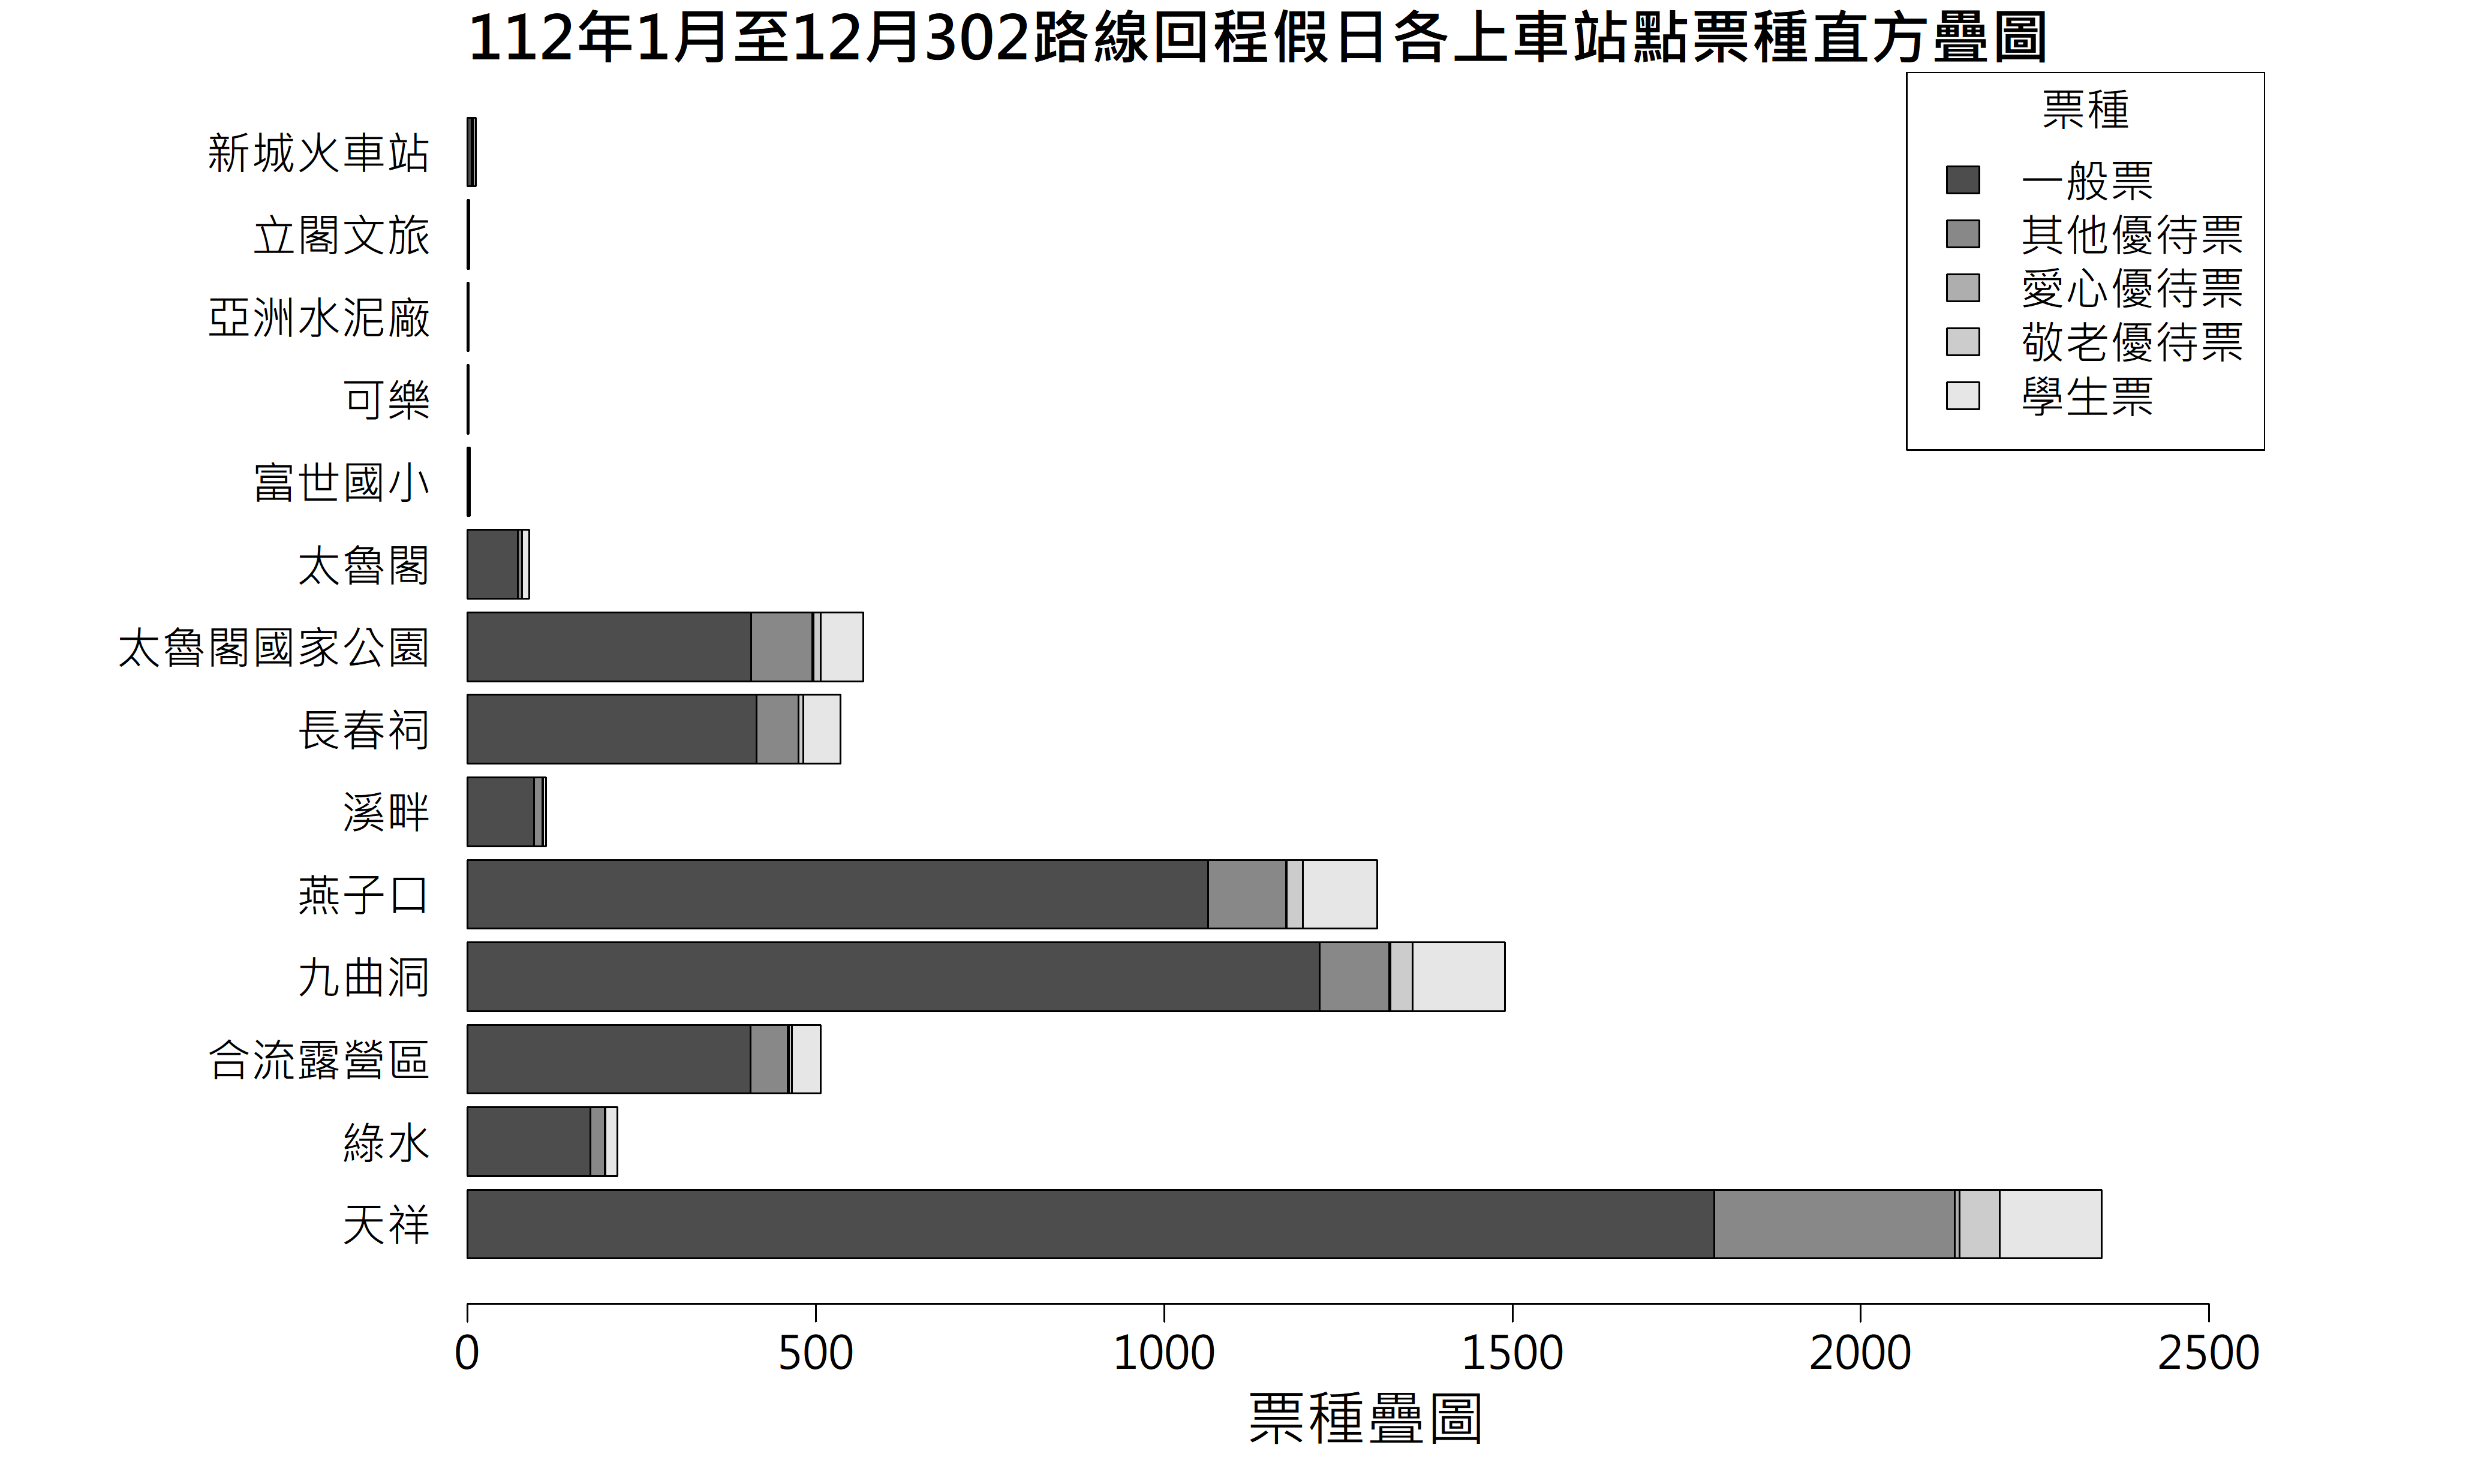 112年1月至12月302路線回程假日各上車站點票種直方疊圖
票種
一般票
其他優待票
愛心優待票
敬老優待票
學生票
新城火車站
立閣文旅
亞洲水泥廠
可樂
富世國小
太魯閣
太魯閣國家公園
長春祠
溪畔
燕子口
九曲洞
合流露營區
綠水
天祥
0 500 1000 1500 2000 2500
票種疊圖